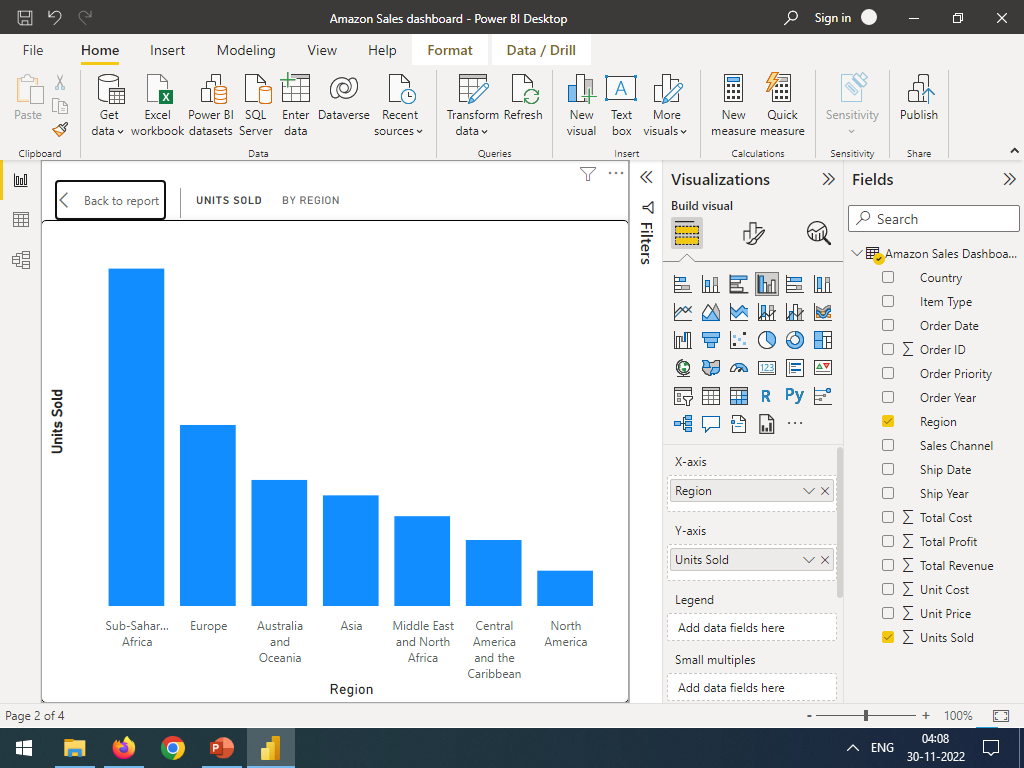 Amazon Sales dashboard - Power BI Desktop
Sign in
File Home Insert Modeling View Help Format Data / Drill
Paste
Clipboard
Get data
Excel workbook
Power BI datasets
SQL Server
Enter data
Dataverse
Recent sources
Data
Transform data
Refresh
Queries
New visual
Text box
More visuals
Insert
New measure
Quick measure
Calculations
Sensitivity
Sensitivity
Publish
Share
Back to report
UNITS SOLD
BY REGION
Units Sold
Sub-Sahar...
Africa
Europe
Australia
and
Oceania
Asia
Middle East
and North
Africa
Central
America
and the
Caribbean
North
America
Region
Filters
Visualizations
Build visual
123
R
Py
X-axis
Region
Y-axis
Units Sold
Legend
Add data fields here
Small multiples
Add data fields here
Fields
Search
Amazon Sales Dashboa...
Country
Item Type
Order Date
Σ Order ID
Order Priority
Order Year
Region
Sales Channel
Ship Date
Ship Year
Σ Total Cost
Σ Total Profit
Σ Total Revenue
Σ Unit Cost
Σ Unit Price
Σ Units Sold
Page 2 of 4
- + 100%
ENG
04:08
30-11-2022